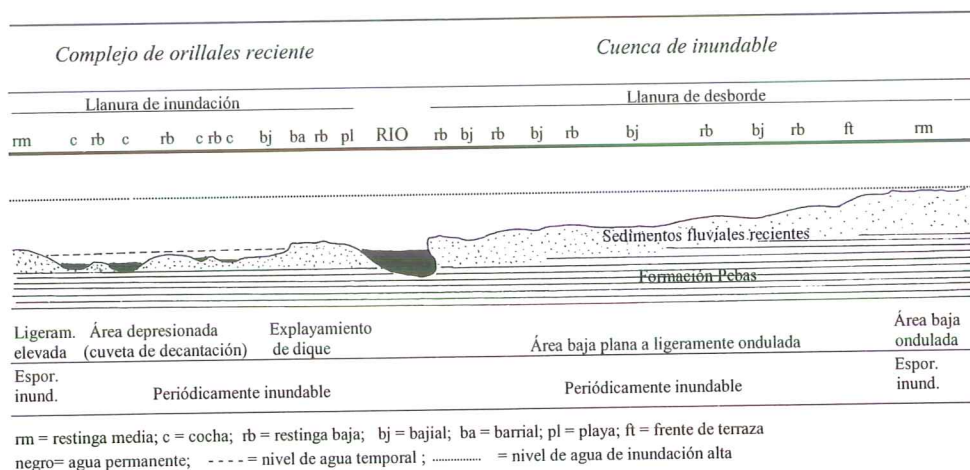 Complejo de orillales reciente Cuenca de inundable
Llanura de inundación Llanura de desborde
rm c rb c rb c rb c bj ba rb pl RIO rb bj rb bj rb bj rb bj rb ft rm
Sedimentos fluviales recientes
Formación Pebas
Ligeram. Área depresionada Explayamiento Área baja
elevada (cuveta de decantación) de dique Área baja plana a ligeramente ondulada ondulada
Espor. Espor.
inund. Periódicamente inundable Periódicamente inundable inund.
rm = restinga media; c = cocha; rb = restinga baja; bj = bajial; ba = barrial; pl = playa; ft = frente de terraza
negro= agua permanente; - - - - = nivel de agua temporal ; .................. = nivel de agua de inundación alta